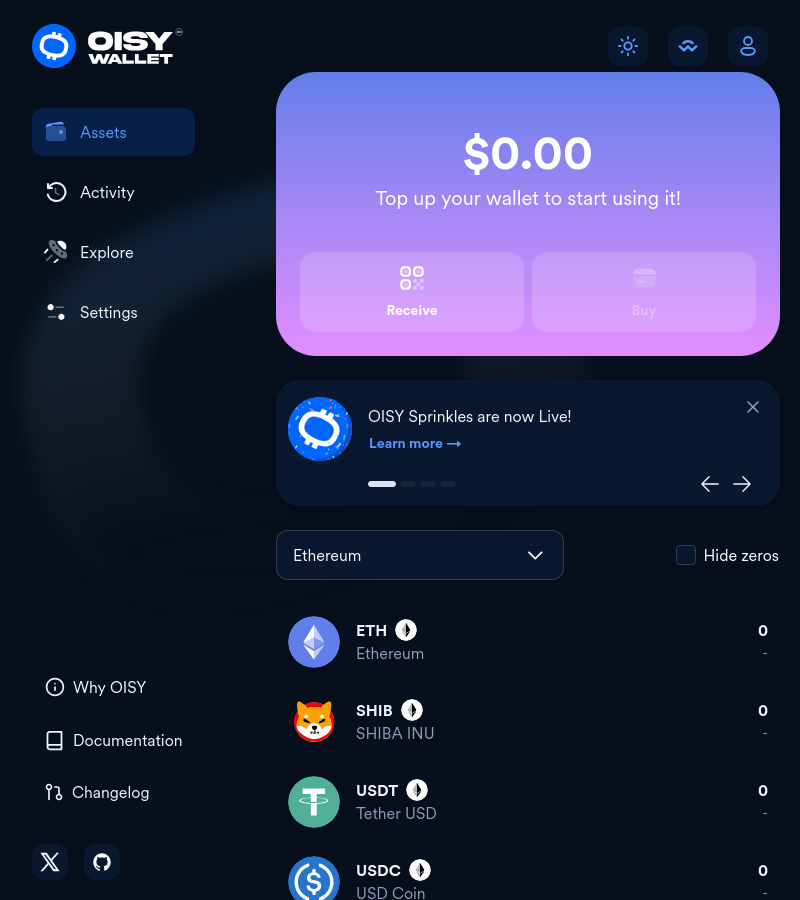 OISY
WALLET
Assets
Activity
Explore
Settings
Why OISY
Documentation
Changelog
$0.00
Top up your wallet to start using it!
Receive
Buy
OISY Sprinkles are now Live!
Learn more →
Ethereum
Hide zeros
ETH
0
Ethereum
-
SHIB
0
SHIBA INU
-
USDT
0
Tether USD
-
USDC
0
USD Coin
-